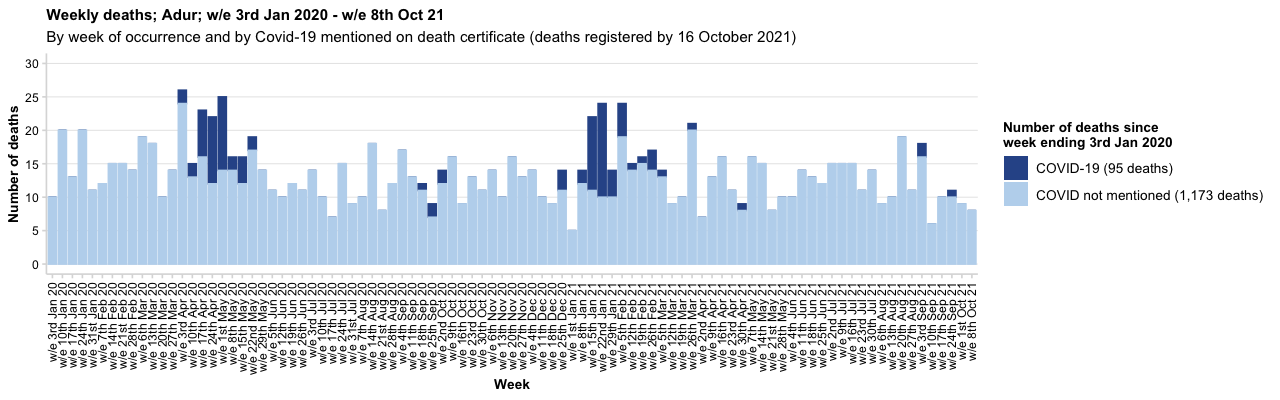 Weekly deaths; Adur; w/e 3rd Jan 2020 - w/e 8th Oct 21
By week of occurrence and by Covid-19 mentioned on death certificate (deaths registered by 16 October 2021)
Number of deaths
30
25
20
15
10
5
0
w/e 3rd Jan 20
w/e 10th Jan 20
w/e 17th Jan 20
w/e 24th Jan 20
w/e 31st Jan 20
w/e 7th Feb 20
w/e 14th Feb 20
w/e 21st Feb 20
w/e 28th Feb 20
w/e 6th Mar 20
w/e 13th Mar 20
w/e 20th Mar 20
w/e 27th Mar 20
w/e 3rd Apr 20
w/e 10th Apr 20
w/e 17th Apr 20
w/e 24th Apr 20
w/e 1st May 20
w/e 8th May 20
w/e 15th May 20
w/e 22nd May 20
w/e 29th May 20
w/e 5th Jun 20
w/e 12th Jun 20
w/e 19th Jun 20
w/e 26th Jun 20
w/e 3rd Jul 20
w/e 10th Jul 20
w/e 17th Jul 20
w/e 24th Jul 20
w/e 31st Jul 20
w/e 7th Aug 20
w/e 14th Aug 20
w/e 21st Aug 20
w/e 28th Aug 20
w/e 4th Sep 20
w/e 11th Sep 20
w/e 18th Sep 20
w/e 25th Sep 20
w/e 2nd Oct 20
w/e 9th Oct 20
w/e 16th Oct 20
w/e 23rd Oct 20
w/e 30th Oct 20
w/e 6th Nov 20
w/e 13th Nov 20
w/e 20th Nov 20
w/e 27th Nov 20
w/e 4th Dec 20
w/e 11th Dec 20
w/e 18th Dec 20
w/e 25th Dec 20
w/e 1st Jan 21
w/e 8th Jan 21
w/e 15th Jan 21
w/e 22nd Jan 21
w/e 29th Jan 21
w/e 5th Feb 21
w/e 12th Feb 21
w/e 19th Feb 21
w/e 26th Feb 21
w/e 5th Mar 21
w/e 12th Mar 21
w/e 19th Mar 21
w/e 26th Mar 21
w/e 2nd Apr 21
w/e 9th Apr 21
w/e 16th Apr 21
w/e 23rd Apr 21
w/e 30th Apr 21
w/e 7th May 21
w/e 14th May 21
w/e 21st May 21
w/e 28th May 21
w/e 4th Jun 21
w/e 11th Jun 21
w/e 18th Jun 21
w/e 25th Jun 21
w/e 2nd Jul 21
w/e 9th Jul 21
w/e 16th Jul 21
w/e 23rd Jul 21
w/e 30th Jul 21
w/e 6th Aug 21
w/e 13th Aug 21
w/e 20th Aug 21
w/e 27th Aug 21
w/e 3rd Sep 21
w/e 10th Sep 21
w/e 17th Sep 21
w/e 24th Sep 21
w/e 1st Oct 21
w/e 8th Oct 21
Week
Number of deaths since
week ending 3rd Jan 2020
COVID-19 (95 deaths)
COVID not mentioned (1,173 deaths)